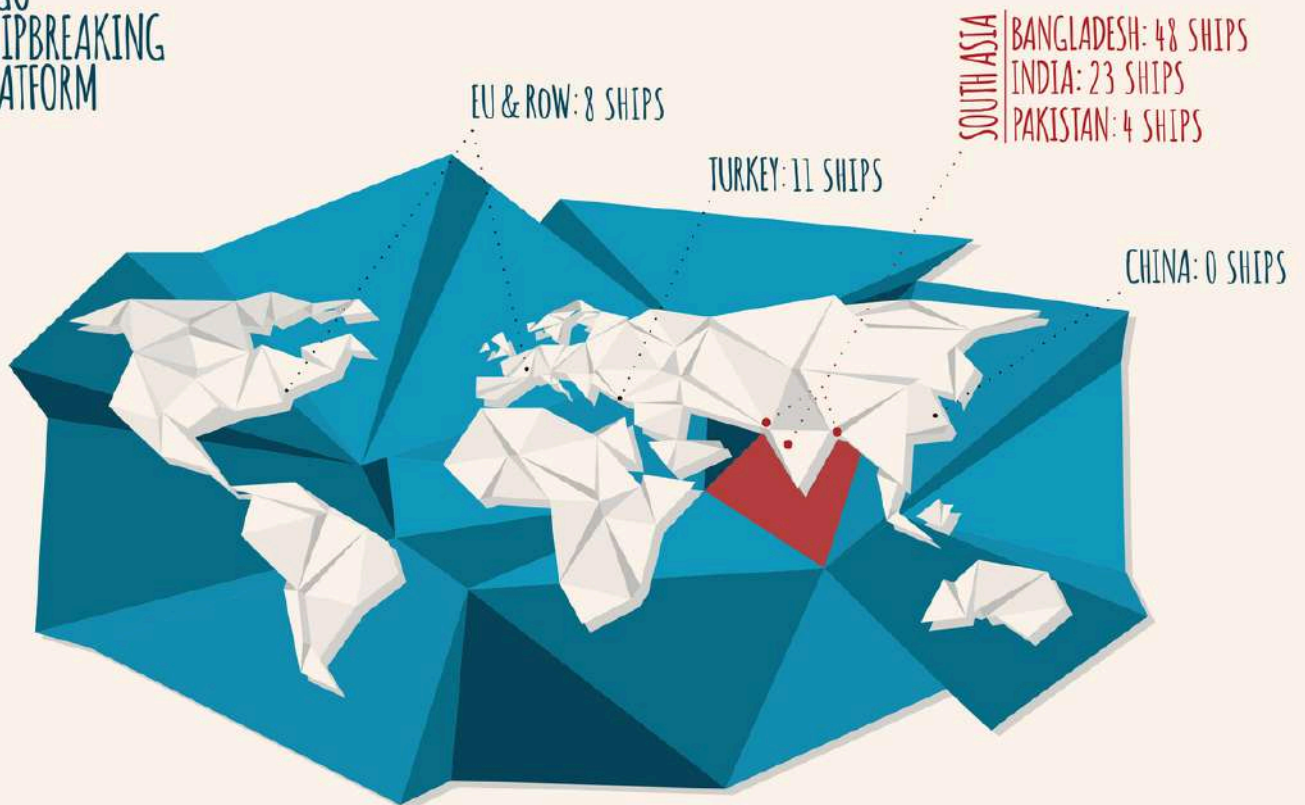 IPBREAKING
ATFORM
EU & ROW: 8 SHIPS
TURKEY: 11 SHIPS
SOUTH ASIA
BANGLADESH: 48 SHIPS
INDIA: 23 SHIPS
PAKISTAN: 4 SHIPS
CHINA: 0 SHIPS